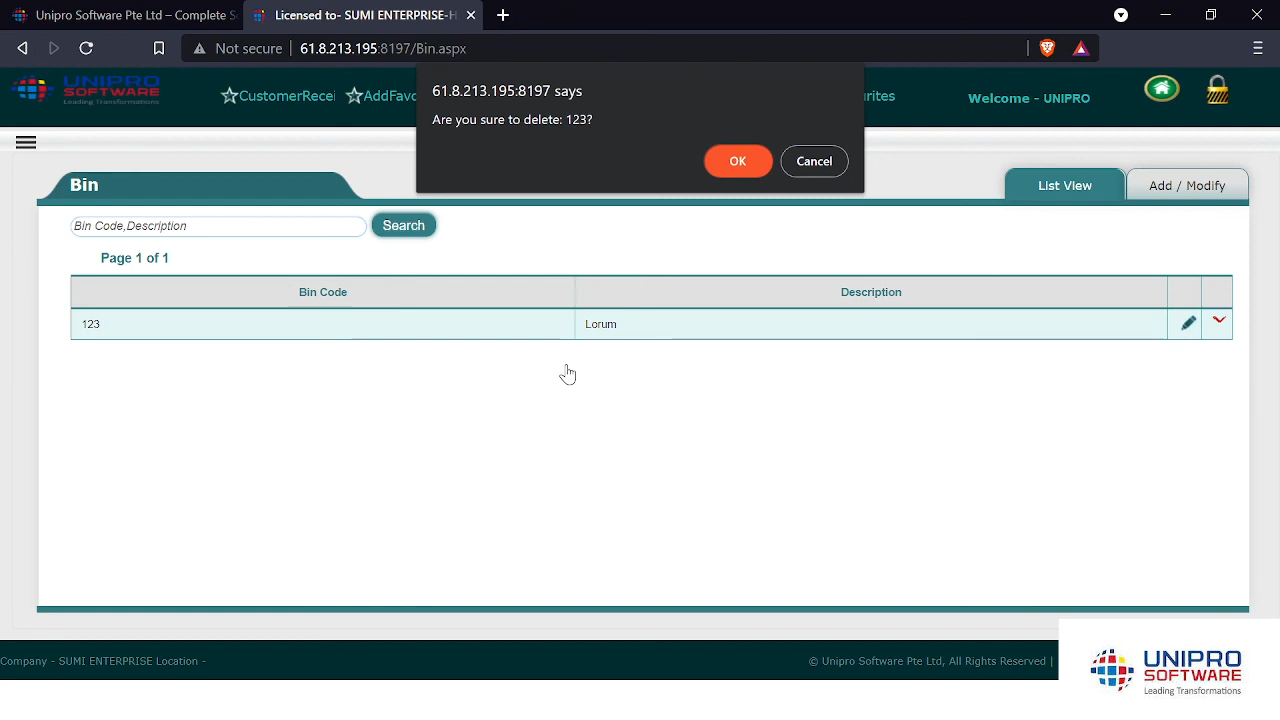 Unipro Software Pte Ltd – Complete S
Licensed to- SUMI ENTERPRISE-H
Not secure
61.8.213.195:8197/Bin.aspx
61.8.213.195:8197 says
Are you sure to delete: 123?
OK
Cancel
UNIPRO
SOFTWARE
Leading Transformations
CustomerRecei
AddFavo
urites
Welcome - UNIPRO
Bin
List View
Add / Modify
Bin Code,Description
Search
Page 1 of 1
Bin Code
Description
123
Lorum
Company - SUMI ENTERPRISE Location -
© Unipro Software Pte Ltd, All Rights Reserved |
UNIPRO
SOFTWARE
Leading Transformations